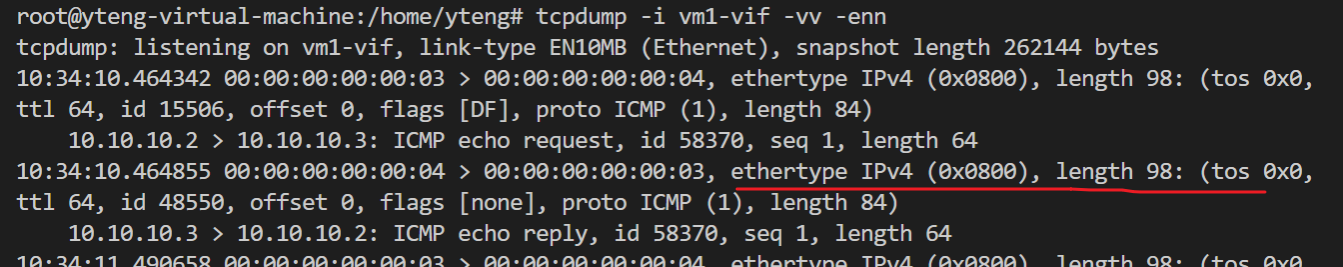 root@yteng-virtual-machine:/home/yteng# tcpdump -i vm1-vif -vv -enn
tcpdump: listening on vm1-vif, link-type EN10MB (Ethernet), snapshot length 262144 bytes
10:34:10.464342 00:00:00:00:00:03 > 00:00:00:00:00:04, ethertype IPv4 (0x0800), length 98: (tos 0x0,
ttl 64, id 15506, offset 0, flags [DF], proto ICMP (1), length 84)
    10.10.10.2 > 10.10.10.3: ICMP echo request, id 58370, seq 1, length 64
10:34:10.464855 00:00:00:00:00:04 > 00:00:00:00:00:03, ethertype IPv4 (0x0800), length 98: (tos 0x0,
ttl 64, id 48550, offset 0, flags [none], proto ICMP (1), length 84)
    10.10.10.3 > 10.10.10.2: ICMP echo reply, id 58370, seq 1, length 64
10:34:11.490658 00:00:00:00:00:03 > 00:00:00:00:00:04, ethertype IPv4 (0x0800), length 98: (tos 0x0,